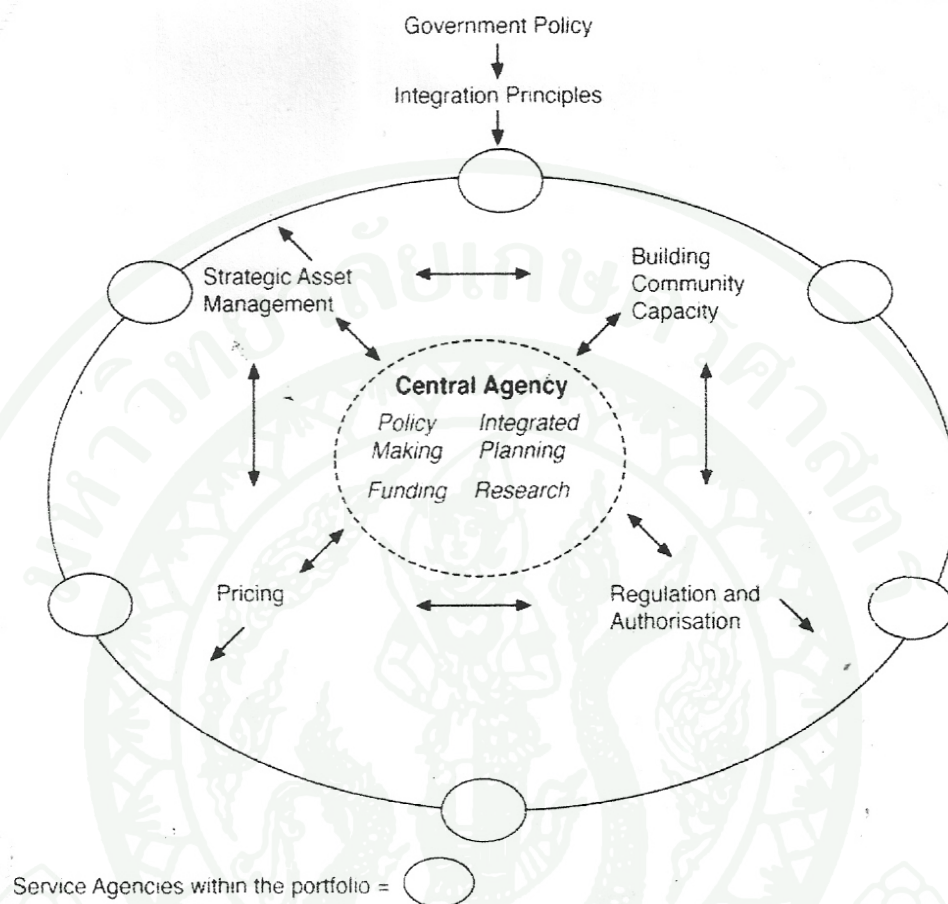 Government Policy
Integration Principles
Strategic Asset
Management
Building
Community
Capacity
Central Agency
Policy Integrated
Making Planning
Funding Research
Pricing
Regulation and
Authorisation
Service Agencies within the portfolio =